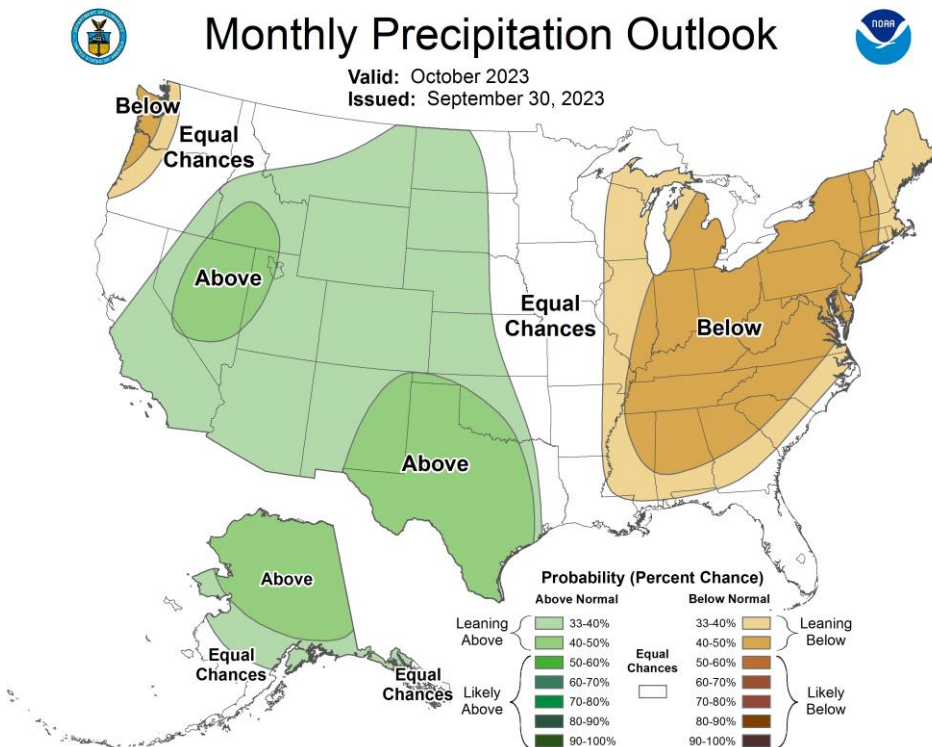 Monthly Precipitation Outlook
NOAA
Valid: October 2023
Issued: September 30, 2023
Below
Equal
Chances
Above
Equal
Chances
Below
Above
Above
Equal
Chances
Equal
Chances
Probability (Percent Chance)
Above Normal
Below Normal
Leaning
Above
33-40%
40-50%
Likely
Above
50-60%
60-70%
70-80%
80-90%
90-100%
Equal
Chances
33-40%
40-50%
Leaning
Below
50-60%
60-70%
70-80%
80-90%
90-100%
Likely
Below